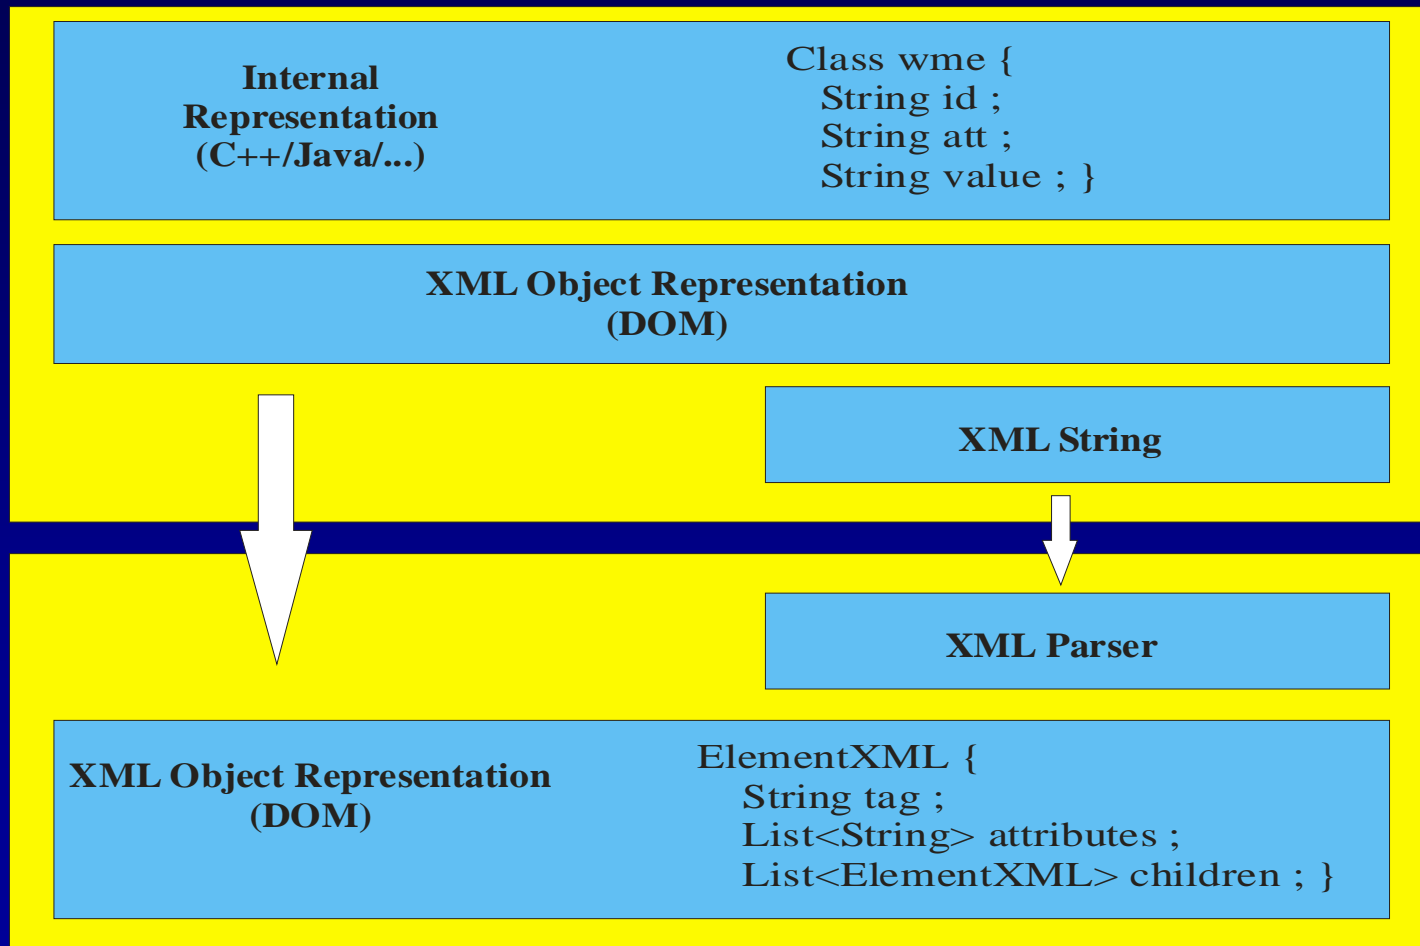 Internal
Representation
(C++/Java/...)
Class wme {
String id ;
String att ;
String value ; }
XML Object Representation
(DOM)
XML String
XML Parser
XML Object Representation
(DOM)
ElementXML {
String tag ;
List<String> attributes ;
List<ElementXML> children ; }